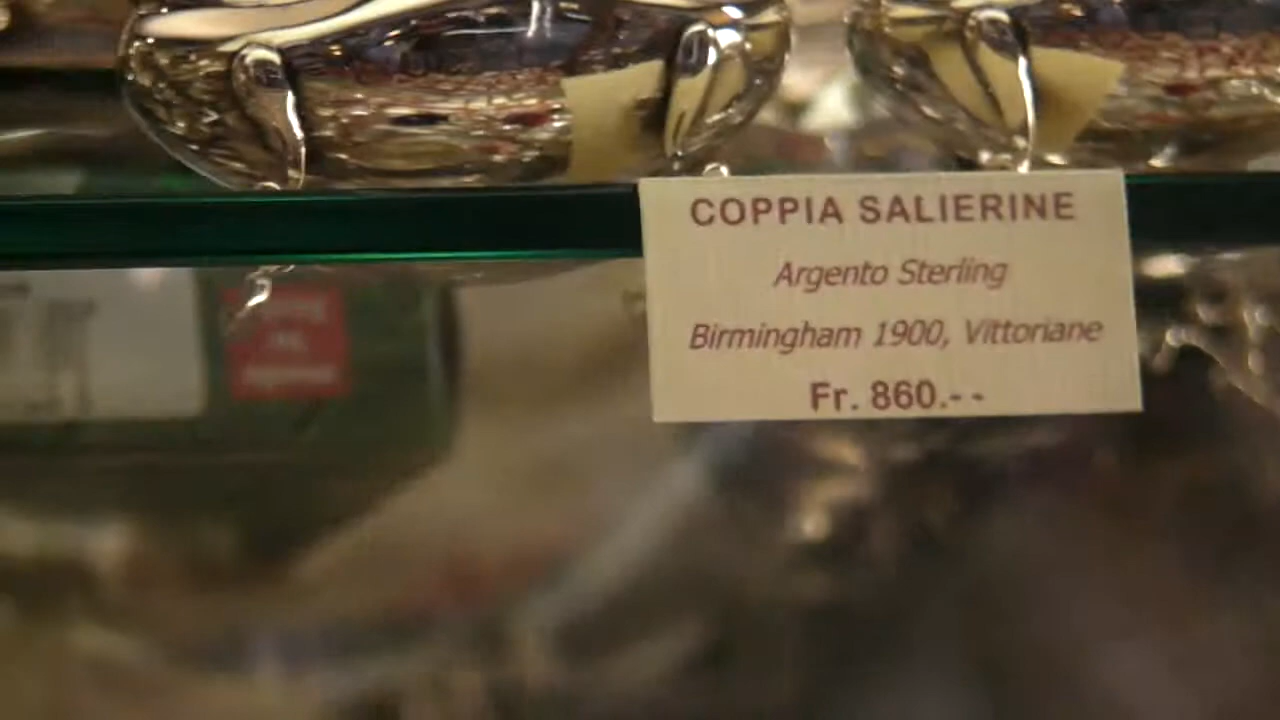 COPPIA SALIERINE
Argento Sterling
Birmingham 1900, Vittoriane
Fr. 860.--